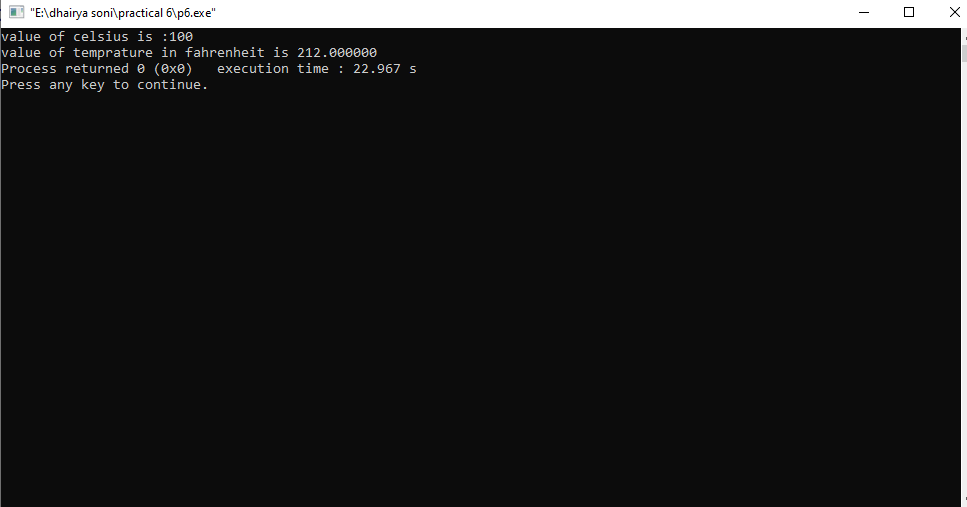 "E:\dhairya soni\practical 6\p6.exe"
value of celsius is :100
value of temprature in fahrenheit is 212.000000
Process returned 0 (0x0)   execution time : 22.967 s
Press any key to continue.